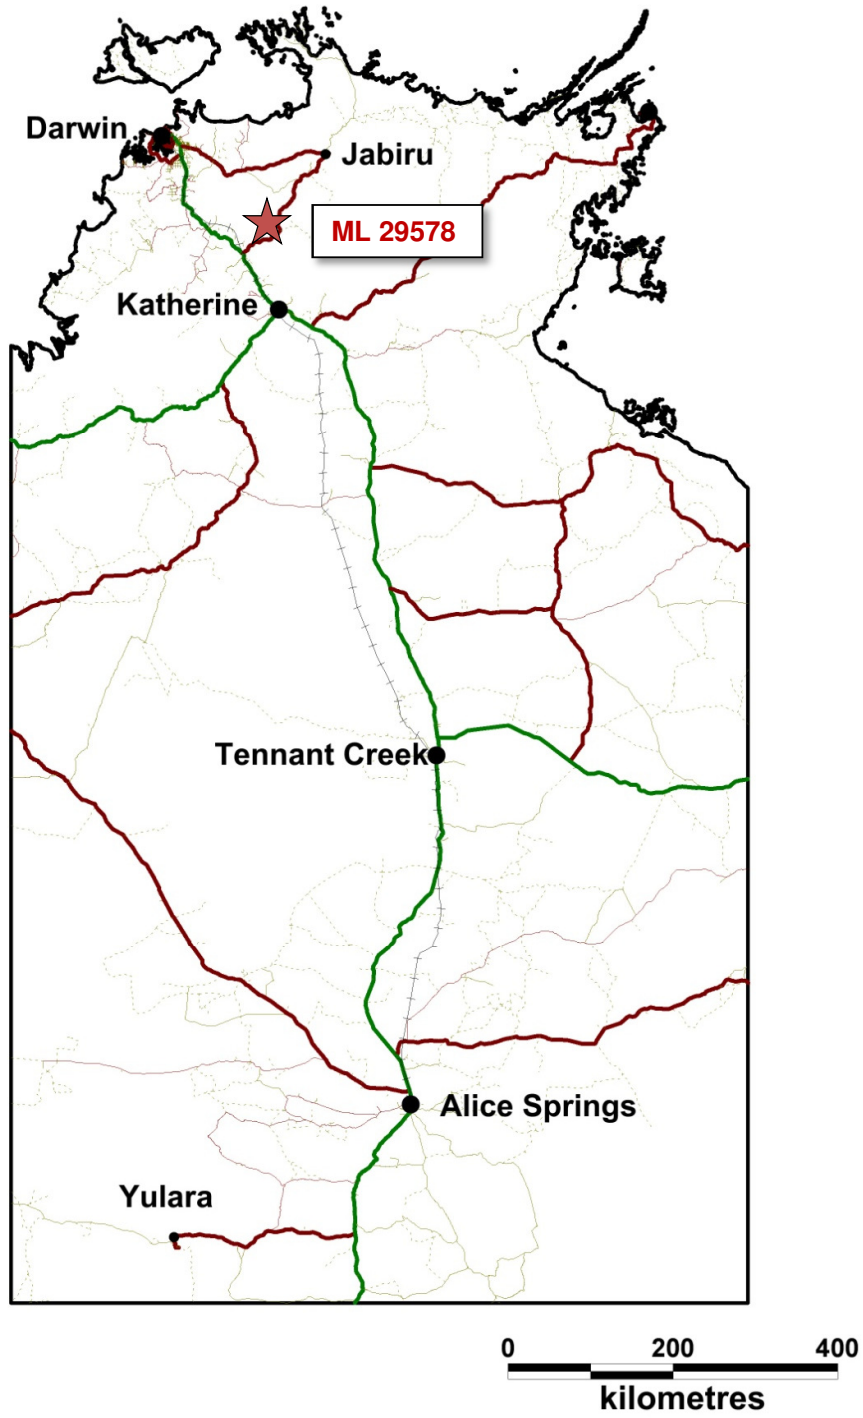 Darwin
Jabiru
ML 29578
Katherine
Tennant Creek
Alice Springs
Yulara
0 200 400
kilometres